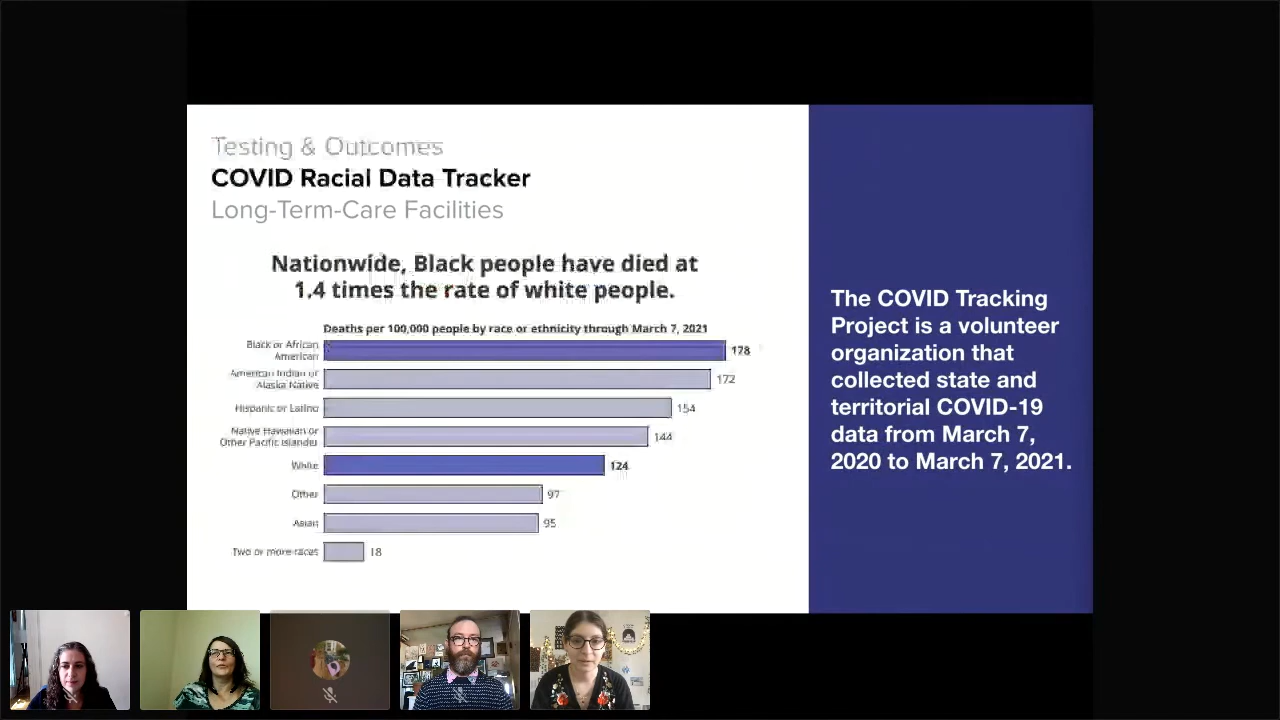 Testing & Outcomes
COVID Racial Data Tracker
Long-Term-Care Facilities
Nationwide, Black people have died at
1.4 times the rate of white people.
Deaths per 100,000 people by race or ethnicity through March 7, 2021
Black or African
American
178
American Indian or
Alaska Native
172
Hispanic or Latino
154
Native Hawaiian or
Other Pacific Islander
144
White
124
Other
97
Asian
95
Two or more races
18
The COVID Tracking
Project is a volunteer
organization that
collected state and
territorial COVID-19
data from March 7,
2020 to March 7, 2021.